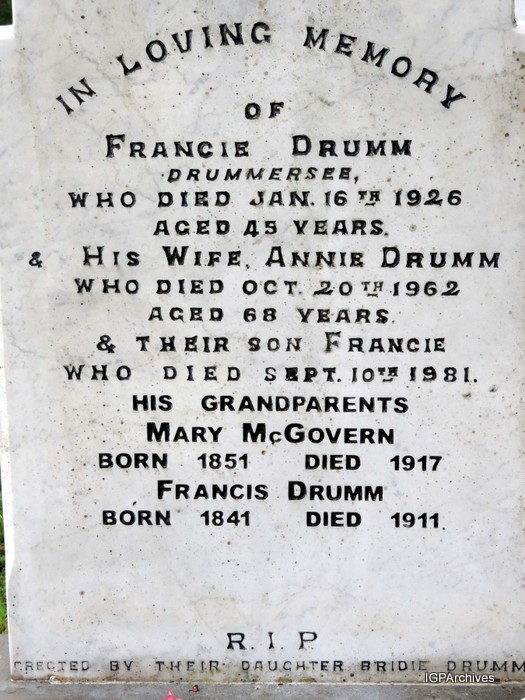 IN LOVING MEMORY
OF
FRANCIE DRUMM
DRUMMERSEE,
WHO DIED JAN. 16TH 1926
AGED 45 YEARS.
& HIS WIFE, ANNIE DRUMM
WHO DIED OCT. 20TH 1962
AGED 68 YEARS.
& THEIR SON FRANCIE
WHO DIED SEPT. 10TH 1981.
HIS GRANDPARENTS
MARY McGOVERN
BORN 1851 DIED 1917
FRANCIS DRUMM
BORN 1841 DIED 1911.
R.I.P
ERECTED BY THEIR DAUGHTER BRIDIE DRUMM
IGPArchives